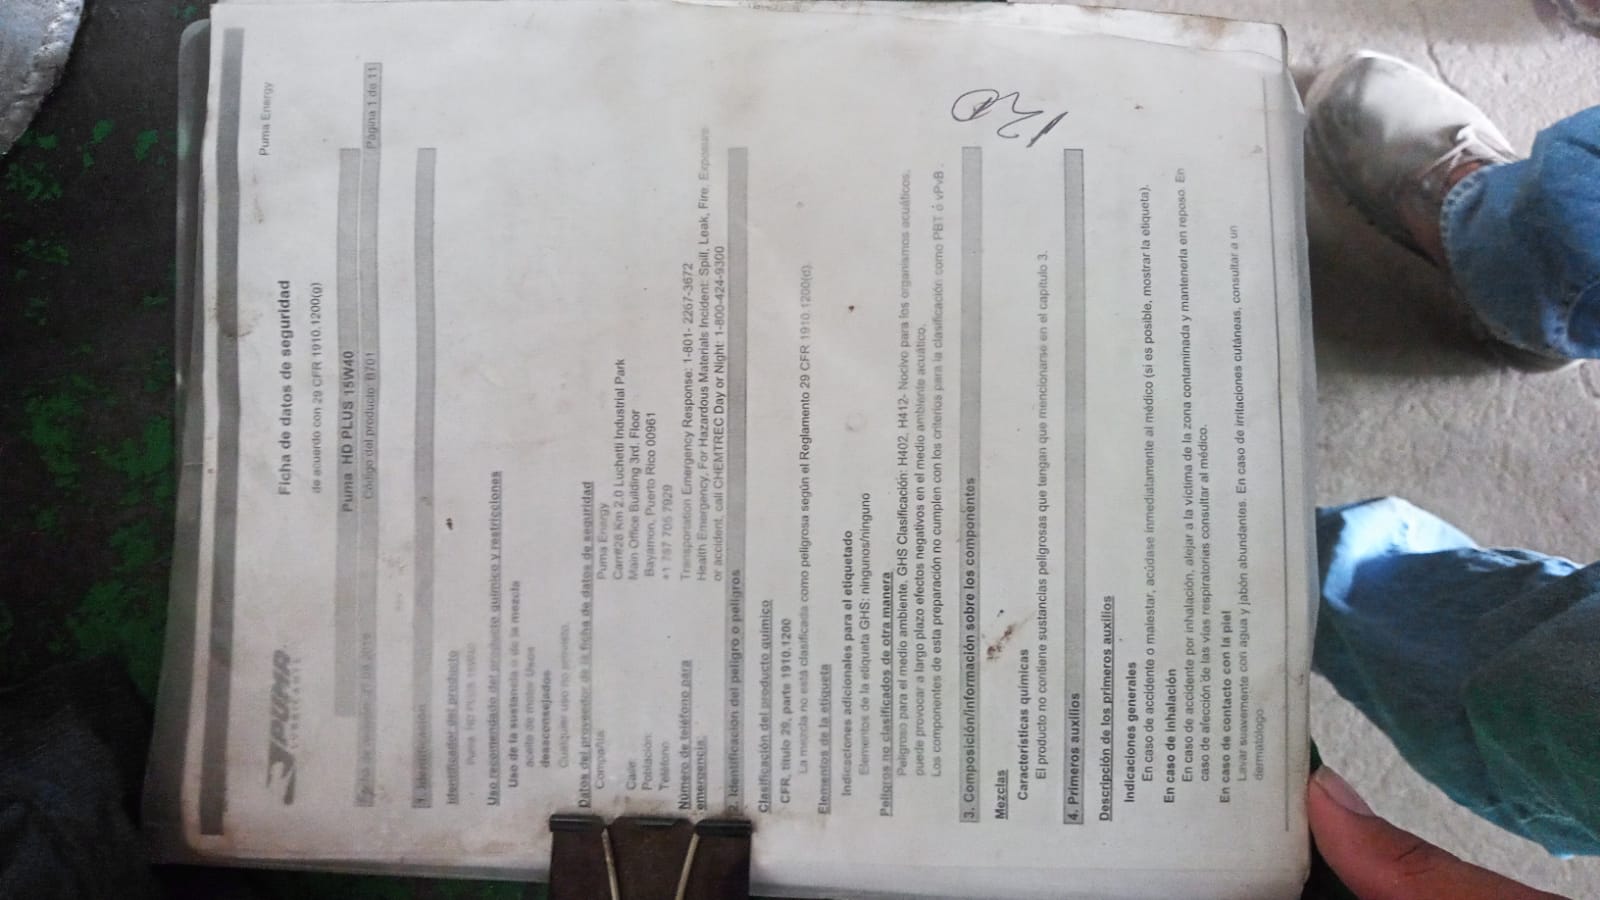 PUMA
LUBRICANTS
Puma Energy
Ficha de datos de seguridad
de acuerdo con 29 CFR 1910.1200(g)
Puma HD PLUS 15W40
Código del producto: B701
Página 1 de 11
1. Identificación
Identificador del producto
Puma HD PLUS 15W40
Uso recomendado del producto químico y restricciones
Uso de la sustancia o de la mezcla
aceite de motor Usos
desaconsejados
Cualquier uso no previsto.
Datos del proveedor de la ficha de datos de seguridad
Compañía: Puma Energy
Calle: Carr#28 Km 2.0 Luchetti Industrial Park
Main Office Building 3rd. Floor
Población: Bayamon, Puerto Rico 00961
Teléfono: +1 787 705 7929
Número de teléfono para Transportation Emergency Response: 1-801- 2267-3672
emergencia. Heath Emergency, For Hazardous Materials Incident: Spill, Leak, Fire, Exposure
or accident, call CHEMTREC Day or Night: 1-800-424-9300
2. Identificación del peligro o peligros
Clasificación del producto químico
CFR, título 29, parte 1910.1200
La mezcla no está clasificada como peligrosa según el Reglamento 29 CFR 1910.1200(d).
Elementos de la etiqueta
Indicaciones adicionales para el etiquetado
Elementos de la etiqueta GHS: ningunos/ninguno
Peligros no clasificados de otra manera
Peligroso para el medio ambiente. GHS Clasificación: H402, H412- Nocivo para los organismos acuáticos,
puede provocar a largo plazo efectos negativos en el medio ambiente acuático.
Los componentes de esta preparación no cumplen con los criterios para la clasificación como PBT o vPvB.
3. Composición/información sobre los componentes
Mezclas
Características químicas
El producto no contiene sustancias peligrosas que tengan que mencionarse en el capítulo 3.
4. Primeros auxilios
Descripción de los primeros auxilios
Indicaciones generales
En caso de accidente o malestar, acúdase inmediatamente al médico (si es posible, mostrar la etiqueta).
En caso de inhalación
En caso de accidente por inhalación, alejar a la víctima de la zona contaminada y mantenerla en reposo. En
caso de afección de las vías respiratorias consultar al médico.
En caso de contacto con la piel
Lavar suavemente con agua y jabón abundantes. En caso de irritaciones cutáneas, consultar a un
dermatologo.